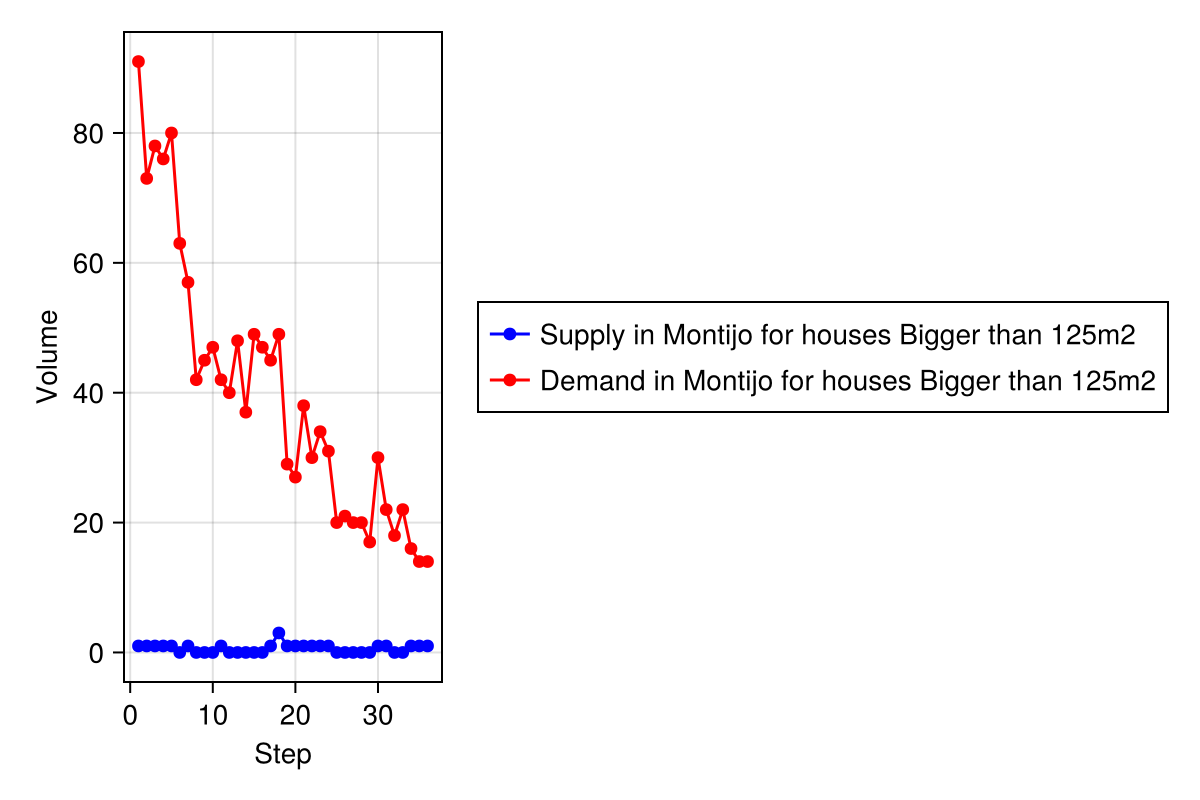 Volume
80
60
40
20
0
0 10 20 30
Step
Supply in Montijo for houses Bigger than 125m2
Demand in Montijo for houses Bigger than 125m2